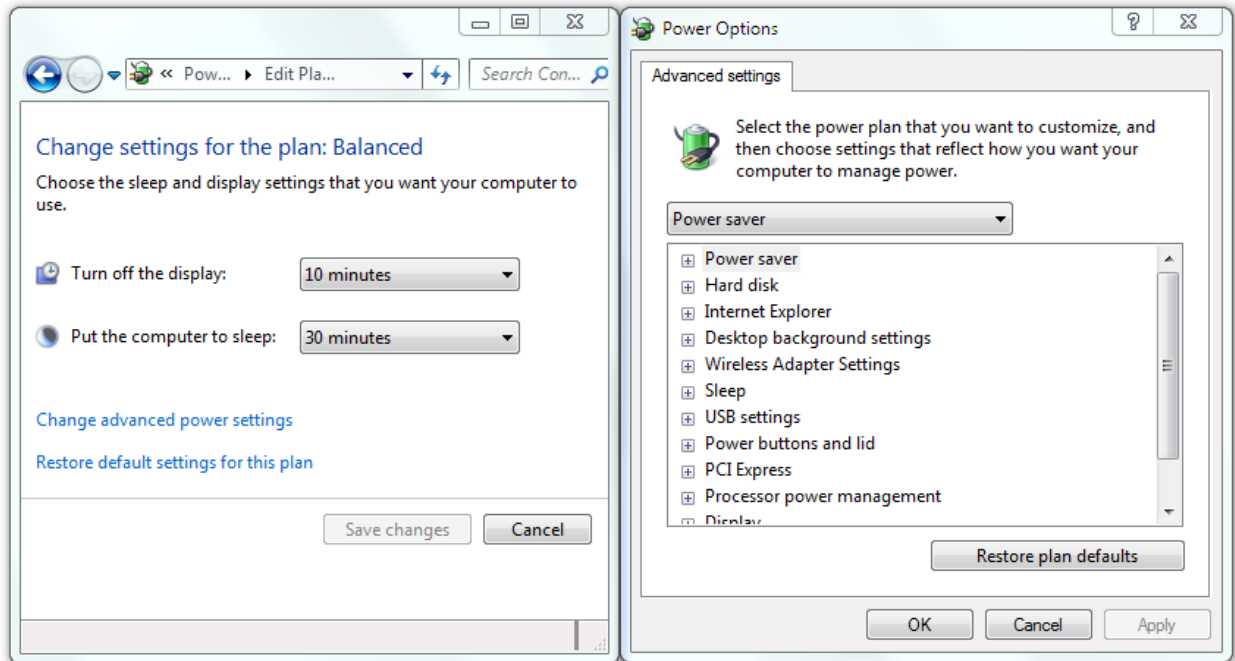 « Pow... Edit Pla...
Search Con...
Change settings for the plan: Balanced
Choose the sleep and display settings that you want your computer to
use.
Turn off the display:
10 minutes
Put the computer to sleep:
30 minutes
Change advanced power settings
Restore default settings for this plan
Save changes
Cancel
Power Options
Advanced settings
Select the power plan that you want to customize, and
then choose settings that reflect how you want your
computer to manage power.
Power saver
Power saver
Hard disk
Internet Explorer
Desktop background settings
Wireless Adapter Settings
Sleep
USB settings
Power buttons and lid
PCI Express
Processor power management
Display
Restore plan defaults
OK
Cancel
Apply